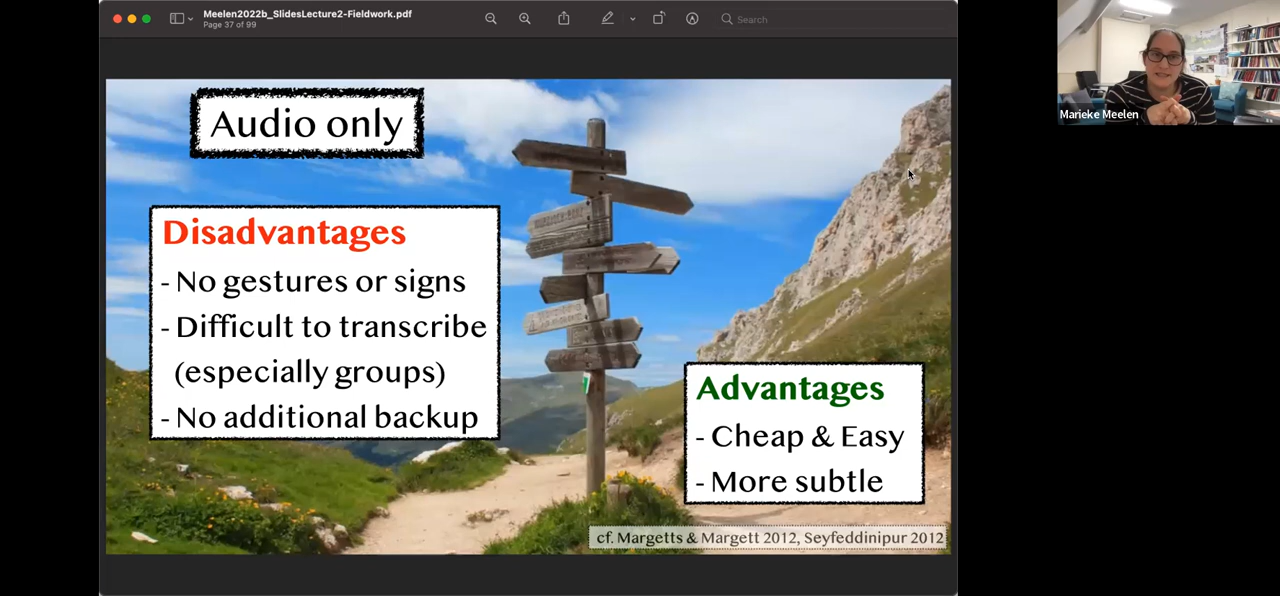 Meelen2022b_SlidesLecture2-Fieldwork.pdf
Page 37 of 99
Search
Marieke Meelen
Audio only
Disadvantages
- No gestures or signs
- Difficult to transcribe
(especially groups)
- No additional backup
Advantages
- Cheap & Easy
- More subtle
cf. Margetts & Margett 2012, Seyfeddinipur 2012